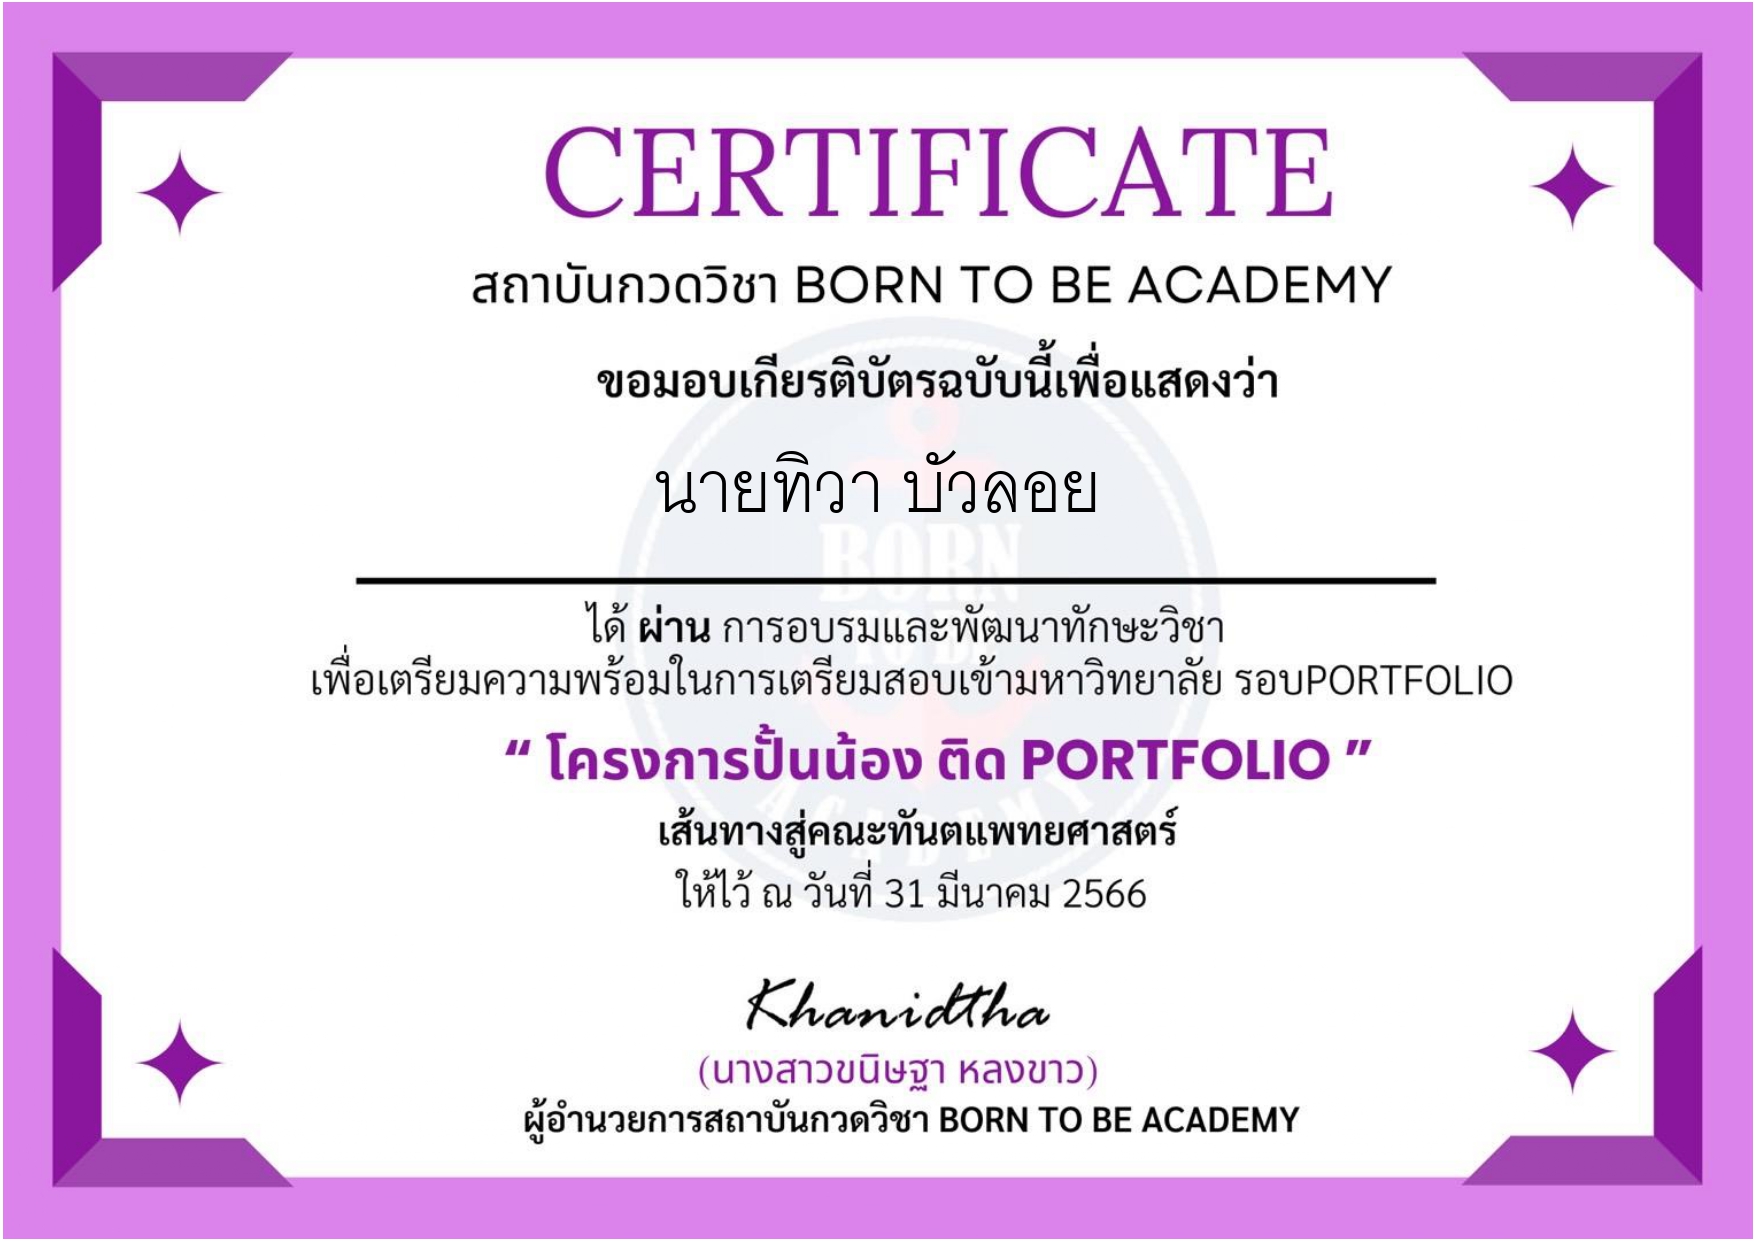 CERTIFICATE
สถาบันกวดวิชา BORN TO BE ACADEMY
ขอมอบเกียรติบัตรฉบับนี้เพื่อแสดงว่า
นายทิวา บัวลอย
BORN
TO BE
ACADEMY
ได้ ผ่าน การอบรมและพัฒนาทักษะวิชา
เพื่อเตรียมความพร้อมในการเตรียมสอบเข้ามหาวิทยาลัย รอบPORTFOLIO
“ โครงการปั้นน้อง ติด PORTFOLIO ”
เส้นทางสู่คณะทันตแพทยศาสตร์
ให้ไว้ ณ วันที่ 31 มีนาคม 2566
Khanidtha
(นางสาวขนิษฐา หลงขาว)
ผู้อำนวยการสถาบันกวดวิชา BORN TO BE ACADEMY